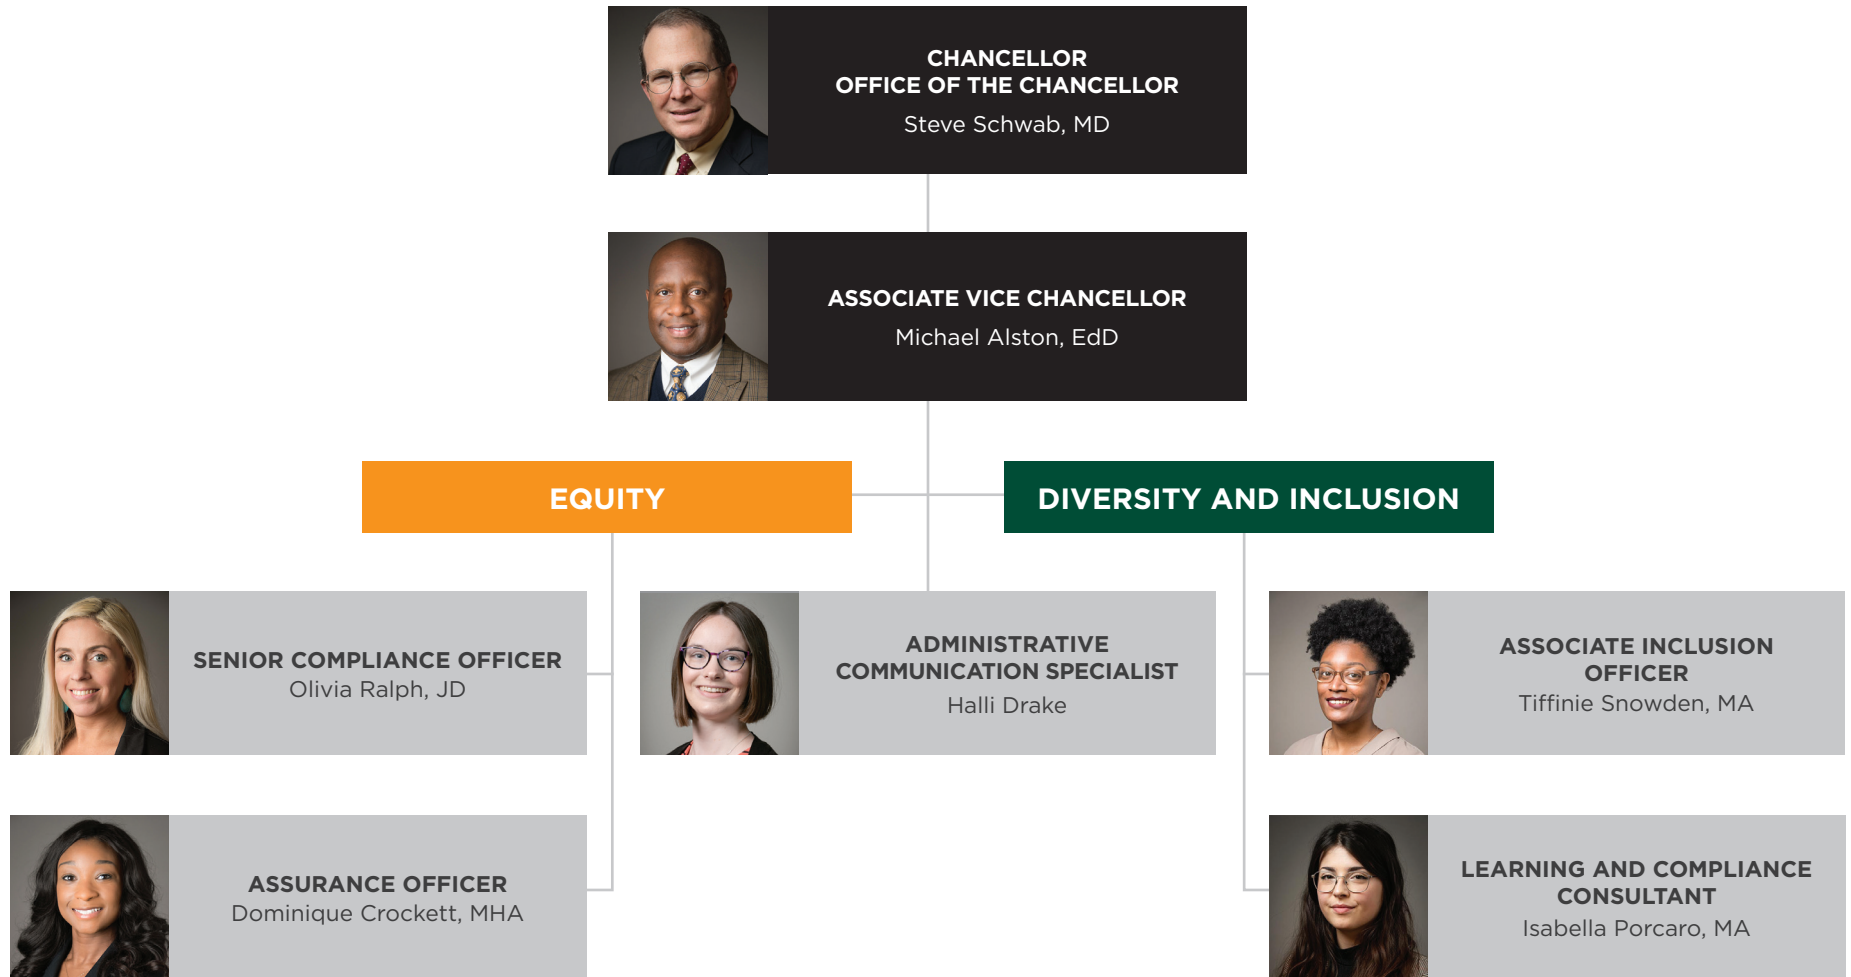 CHANCELLOR
OFFICE OF THE CHANCELLOR
Steve Schwab, MD
ASSOCIATE VICE CHANCELLOR
Michael Alston, EdD
EQUITY
DIVERSITY AND INCLUSION
SENIOR COMPLIANCE OFFICER
Olivia Ralph, JD
ADMINISTRATIVE
COMMUNICATION SPECIALIST
Halli Drake
ASSOCIATE INCLUSION
OFFICER
Tiffinie Snowden, MA
ASSURANCE OFFICER
Dominique Crockett, MHA
LEARNING AND COMPLIANCE
CONSULTANT
Isabella Porcaro, MA